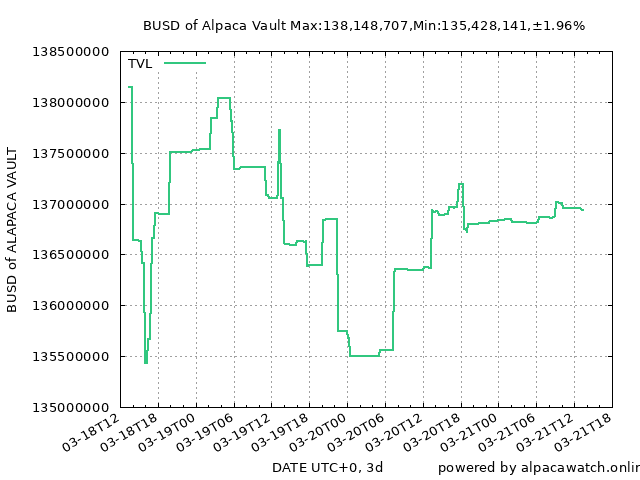 BUSD of Alpaca Vault Max:138,148,707,Min:135,428,141,±1.96%
138500000
TVL
138000000
137500000
137000000
136500000
136000000
135500000
135000000
BUSD of ALAPACA VAULT
03-18T12
03-18T18
03-19T00
03-19T06
03-19T12
03-19T18
03-20T00
03-20T06
03-20T12
03-20T18
03-21T00
03-21T06
03-21T12
03-21T18
DATE UTC+0, 3d
powered by alpacawatch.onlin